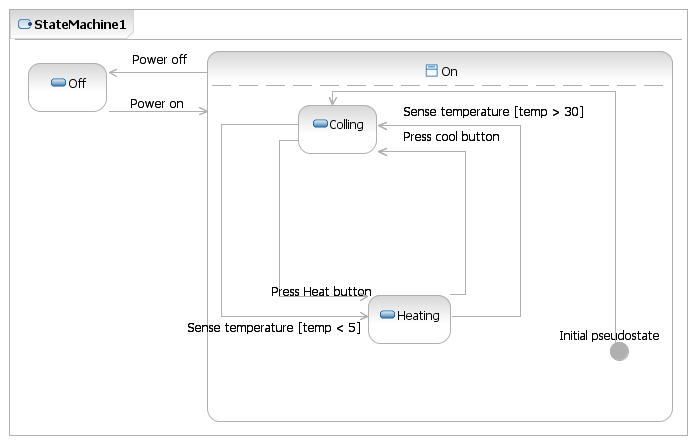 StateMachine1
Power off
On
Off
Power on
Sense temperature [temp > 30]
Colling
Press cool button
Press Heat button
Heating
Sense temperature [temp < 5]
Initial pseudostate